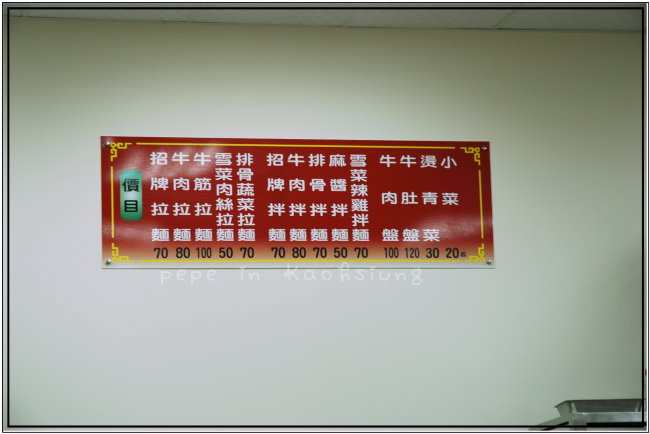 價目
招牌拉麵 70
牛肉拉麵 80
牛筋拉麵 100
雪菜肉絲拉麵 50
排骨蔬菜拉麵 70
招牌拌麵 70
牛肉拌麵 80
排骨拌麵 70
麻醬拌麵 50
雪菜辣雞拌麵 70
牛肉盤 100
牛肚盤 120
燙青菜 30
小菜 20起
pepe in Kaohsiung